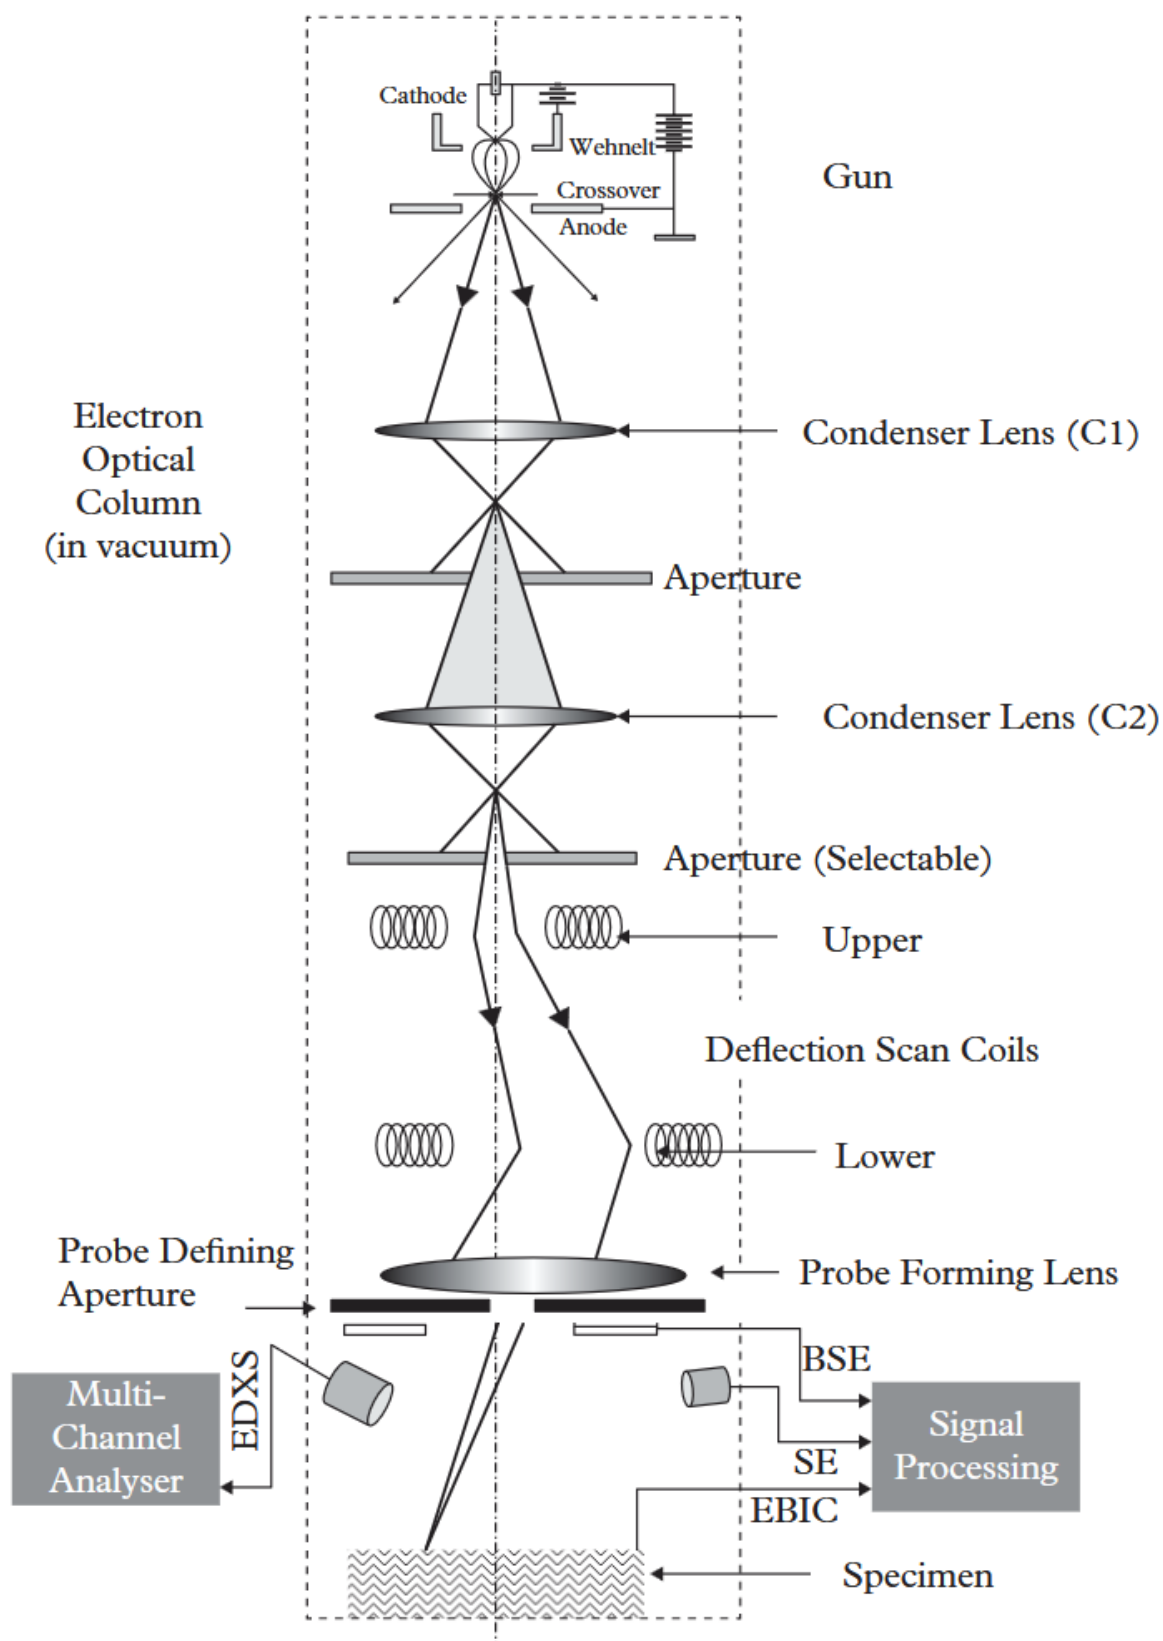 Cathode
Wehnelt
Crossover
Anode
Gun
Electron
Optical
Column
(in vacuum)
Condenser Lens (C1)
Aperture
Condenser Lens (C2)
Aperture (Selectable)
Upper
Deflection Scan Coils
Lower
Probe Defining
Aperture
Probe Forming Lens
BSE
EDXS
Multi-
Channel
Analyser
Signal
Processing
SE
EBIC
Specimen